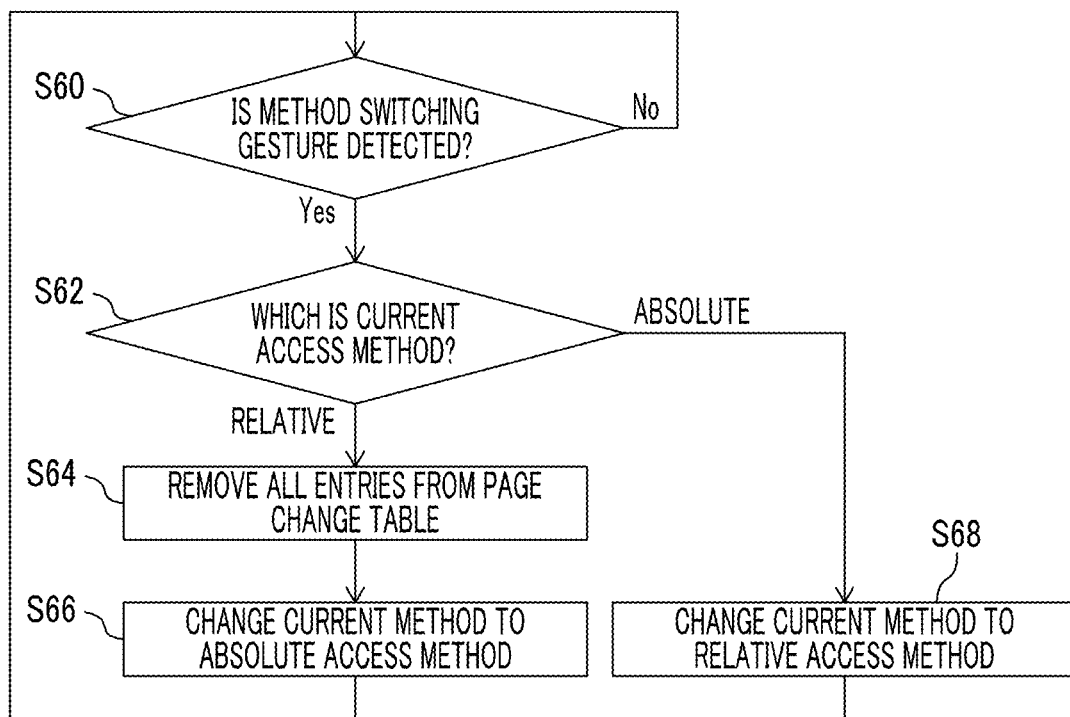 S60
IS METHOD SWITCHING
GESTURE DETECTED?
No
Yes
S62
WHICH IS CURRENT
ACCESS METHOD?
ABSOLUTE
RELATIVE
S64
REMOVE ALL ENTRIES FROM PAGE
CHANGE TABLE
S66
CHANGE CURRENT METHOD TO
ABSOLUTE ACCESS METHOD
S68
CHANGE CURRENT METHOD TO
RELATIVE ACCESS METHOD